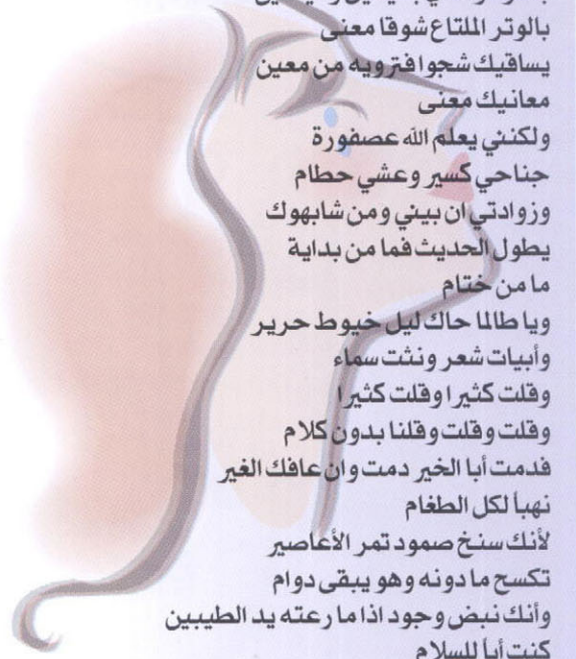 بالوتر الملتاع شوقا معنى
يساقيك شجوا فترويه من معين
معانيك معنى
ولكنني يعلم الله عصفورة
جناحي كسير وعشي حطام
وزوادتي ان بيني ومن شابهوك
يطول الحديث فما من بداية
ما من ختام
ويا طالما حاك ليل خيوط حرير
وأبيات شعر ونثت سماء
وقلت كثيرا وقلت كثيرا
وقلت وقلت وقلنا بدون كلام
فدمت أبا الخير دمت وان عافك الغير
نهبأ لكل الطغام
لأنك سنخ صمود تمر الأعاصير
تكسح ما دونه وهو يبقى دوام
وأنك نبض وجود اذا ما رعته يد الطيبين
كنت أبأ للسلام